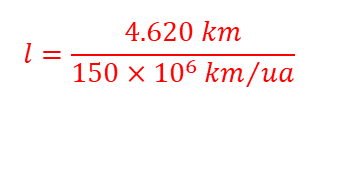 l = 4.620 km / 150 × 10⁶ km/ua